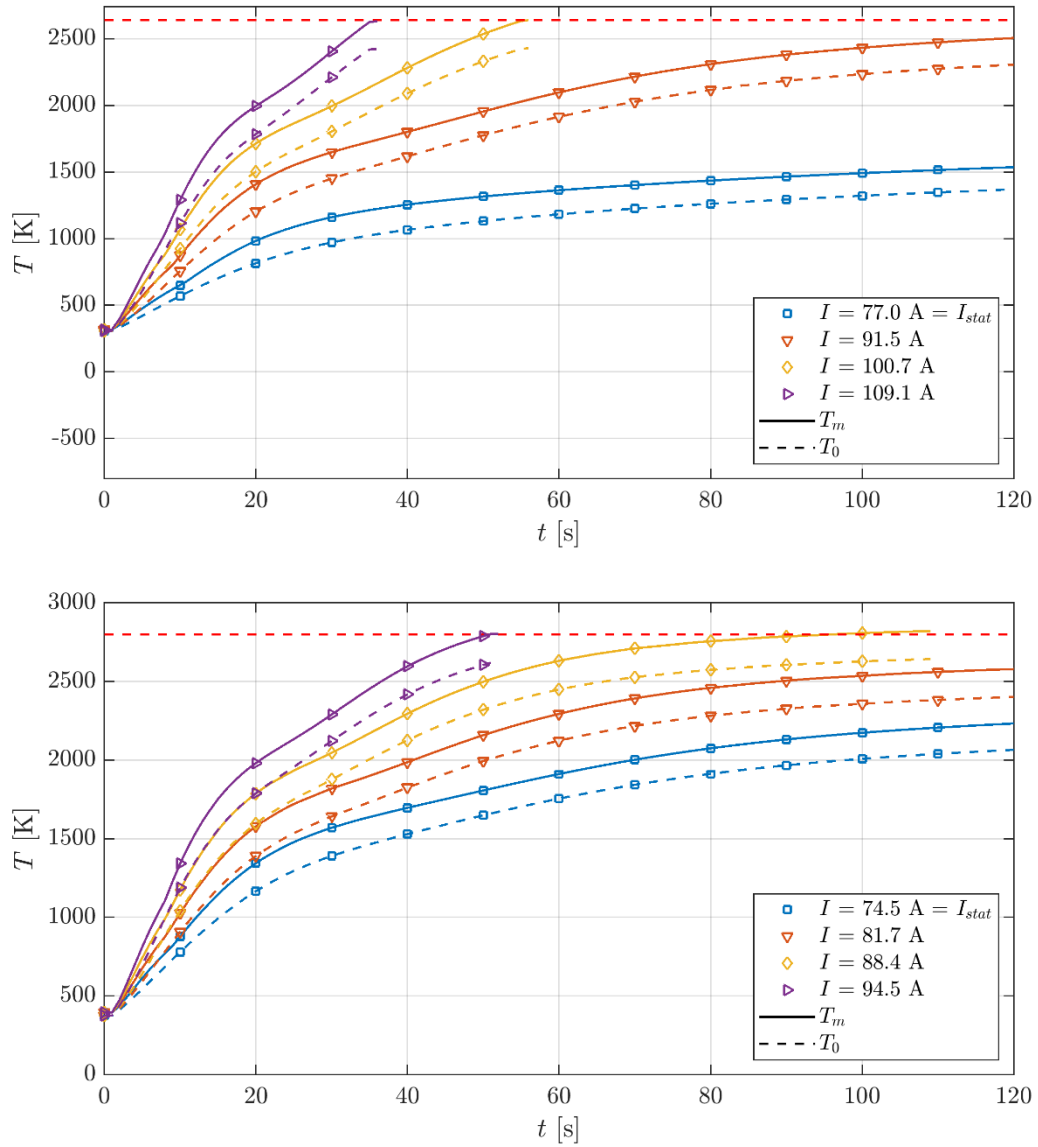 2500
2000
1500
1000
500
0
-500
T [K]
0 20 40 60 80 100 120
t [s]
I = 77.0 A = I_stat
I = 91.5 A
I = 100.7 A
I = 109.1 A
T_m
T_0
3000
2500
2000
1500
1000
500
0
T [K]
0 20 40 60 80 100 120
t [s]
I = 74.5 A = I_stat
I = 81.7 A
I = 88.4 A
I = 94.5 A
T_m
T_0